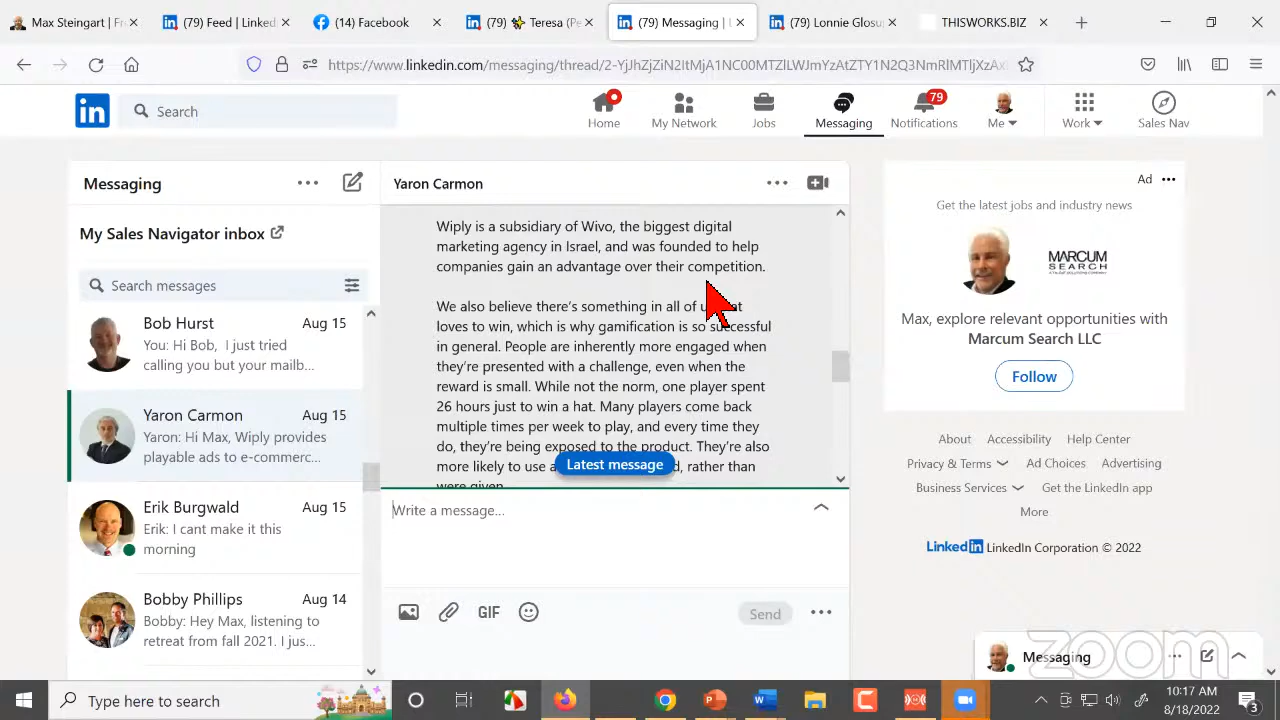 Max Steingart | Pro
(79) Feed | Linked
(14) Facebook
(79) ✨ Teresa (Pe
(79) Messaging | L
(79) Lonnie Glosup
THISWORKS.BIZ
https://www.linkedin.com/messaging/thread/
Search
Home
My Network
Jobs
Messaging
79
Notifications
Me
Work
Sales Nav
Messaging
My Sales Navigator inbox
Search messages
Bob Hurst
Aug 15
You: Hi Bob, I just tried
calling you but your mailb...
Yaron Carmon
Aug 15
Yaron: Hi Max, Wiply provides
playable ads to e-commerc...
Erik Burgwald
Aug 15
Erik: I cant make it this
morning
Bobby Phillips
Aug 14
Bobby: Hey Max, listening to
retreat from fall 2021. I jus...
Yaron Carmon
Wiply is a subsidiary of Wivo, the biggest digital
marketing agency in Israel, and was founded to help
companies gain an advantage over their competition.
We also believe there's something in all of
loves to win, which is why gamification is so successful
in general. People are inherently more engaged when
they're presented with a challenge, even when the
reward is small. While not the norm, one player spent
26 hours just to win a hat. Many players come back
multiple times per week to play, and every time they
do, they're being exposed to the product. They're also
more likely to use a rather than
were given
Latest message
Write a message...
GIF
Send
Ad
Get the latest jobs and industry news
MARCUM
SEARCH
Max, explore relevant opportunities with
Marcum Search LLC
Follow
About Accessibility Help Center
Privacy & Terms Ad Choices Advertising
Business Services Get the LinkedIn app
More
LinkedIn LinkedIn Corporation © 2022
Messaging
zoom
Type here to search
10:17 AM
8/18/2022
3